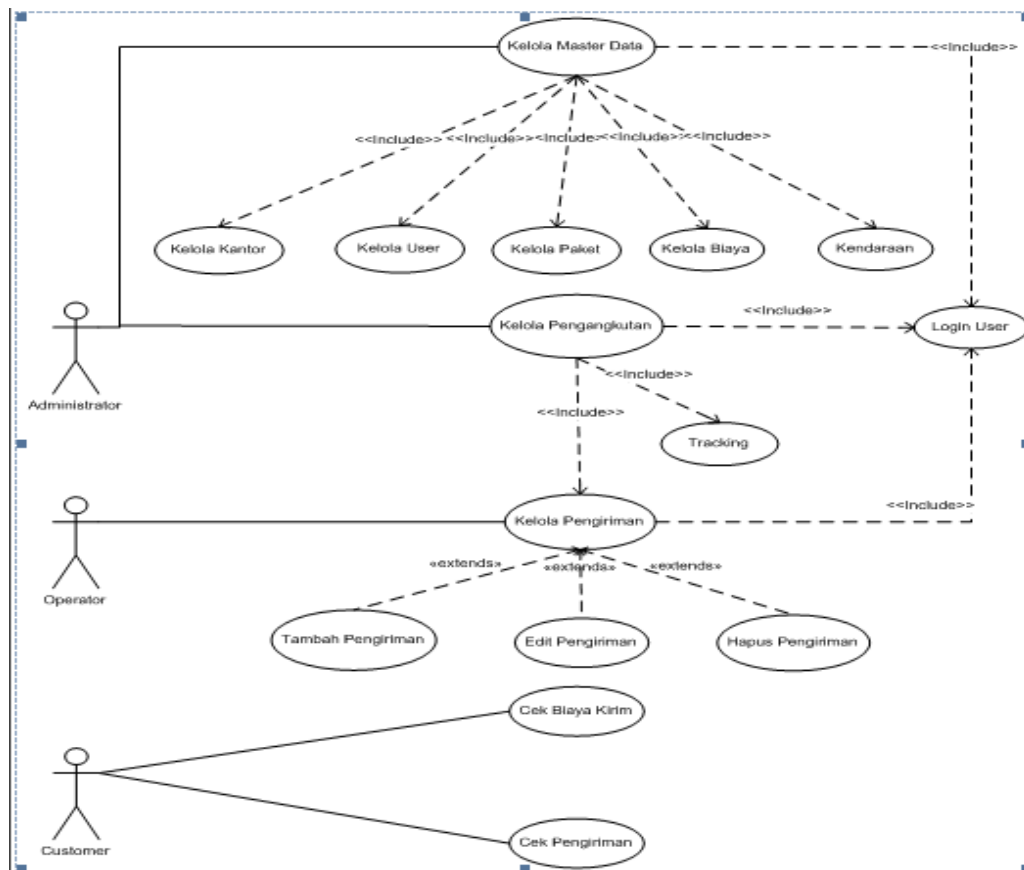 Kelola Master Data
<<Include>>
<<Include>> <<Include>> <<Include> <<Include>> <<Include>>
Kelola Kantor
Kelola User
Kelola Paket
Kelola Biaya
Kendaraan
Kelola Pengangkutan
<<Include>>
Login User
Administrator
<<Include>>
<<Include>>
Tracking
Kelola Pengiriman
<<Include>>
Operator
«extends» «extends» «extends»
Tambah Pengiriman
Edit Pengiriman
Hapus Pengiriman
Cek Biaya Kirim
Customer
Cek Pengiriman